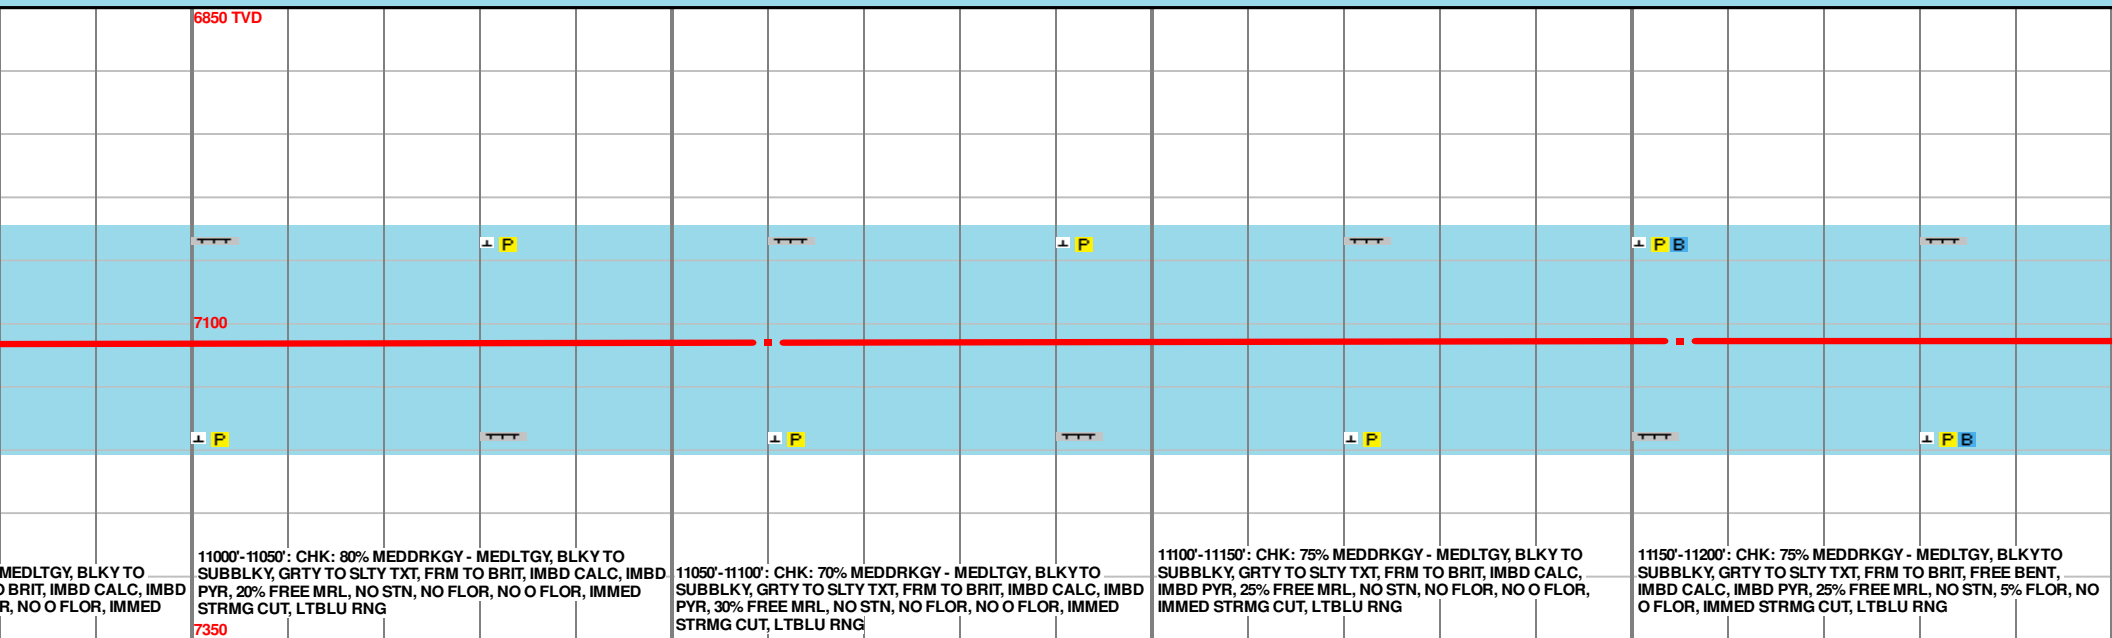 6850 TVD
P
P
P B
7100
P
P
P
P B
MEDLTGY, BLKY TO
BRIT, IMBD CALC, IMBD
R, NO O FLOR, IMMED
11000'-11050': CHK: 80% MEDDRKGY - MEDLTGY, BLKY TO
SUBBLKY, GRTY TO SLTY TXT, FRM TO BRIT, IMBD CALC, IMBD
PYR, 20% FREE MRL, NO STN, NO FLOR, NO O FLOR, IMMED
STRMG CUT, LTBLU RNG
11050'-11100': CHK: 70% MEDDRKGY - MEDLTGY, BLKY TO
SUBBLKY, GRTY TO SLTY TXT, FRM TO BRIT, IMBD CALC, IMBD
PYR, 30% FREE MRL, NO STN, NO FLOR, NO O FLOR, IMMED
STRMG CUT, LTBLU RNG
11100'-11150': CHK: 75% MEDDRKGY - MEDLTGY, BLKY TO
SUBBLKY, GRTY TO SLTY TXT, FRM TO BRIT, IMBD CALC,
IMBD PYR, 25% FREE MRL, NO STN, NO FLOR, NO O FLOR,
IMMED STRMG CUT, LTBLU RNG
11150'-11200': CHK: 75% MEDDRKGY - MEDLTGY, BLKY TO
SUBBLKY, GRTY TO SLTY TXT, FRM TO BRIT, FREE BENT,
IMBD CALC, IMBD PYR, 25% FREE MRL, NO STN, 5% FLOR, NO
O FLOR, IMMED STRMG CUT, LTBLU RNG
7350